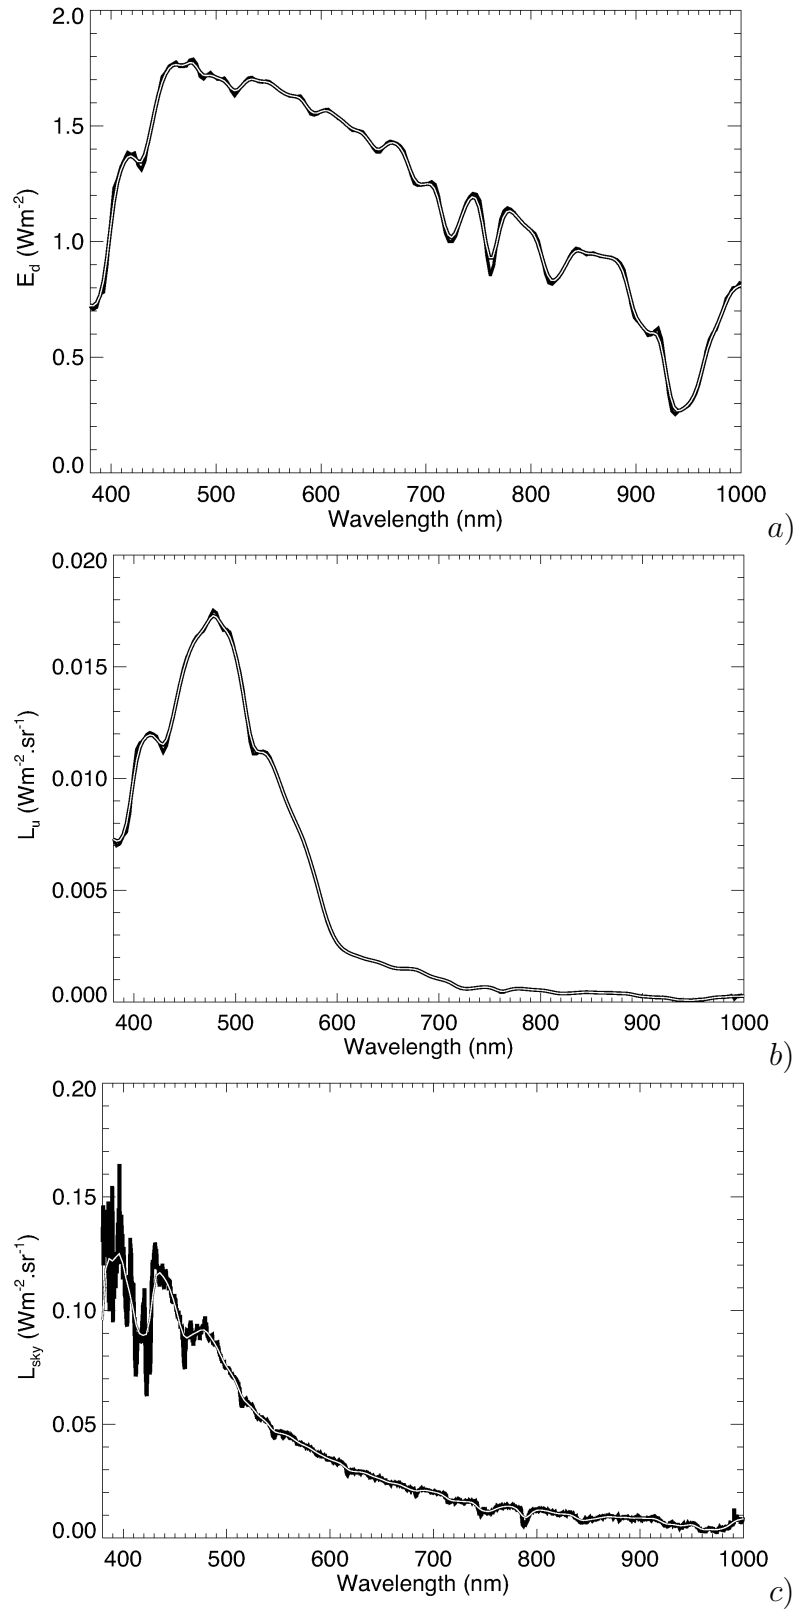 2.0
1.5
1.0
0.5
0.0
E_d (Wm^-2)
400 500 600 700 800 900 1000
Wavelength (nm)
a)
0.020
0.015
0.010
0.005
0.000
L_u (Wm^-2.sr^-1)
400 500 600 700 800 900 1000
Wavelength (nm)
b)
0.20
0.15
0.10
0.05
0.00
L_sky (Wm^-2.sr^-1)
400 500 600 700 800 900 1000
Wavelength (nm)
c)